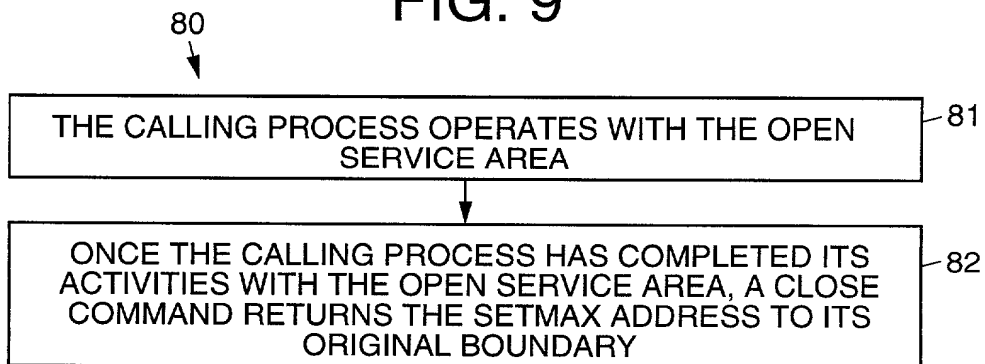 FIG. 9
80
THE CALLING PROCESS OPERATES WITH THE OPEN
SERVICE AREA
81
ONCE THE CALLING PROCESS HAS COMPLETED ITS
ACTIVITIES WITH THE OPEN SERVICE AREA, A CLOSE
COMMAND RETURNS THE SETMAX ADDRESS TO ITS
ORIGINAL BOUNDARY
82